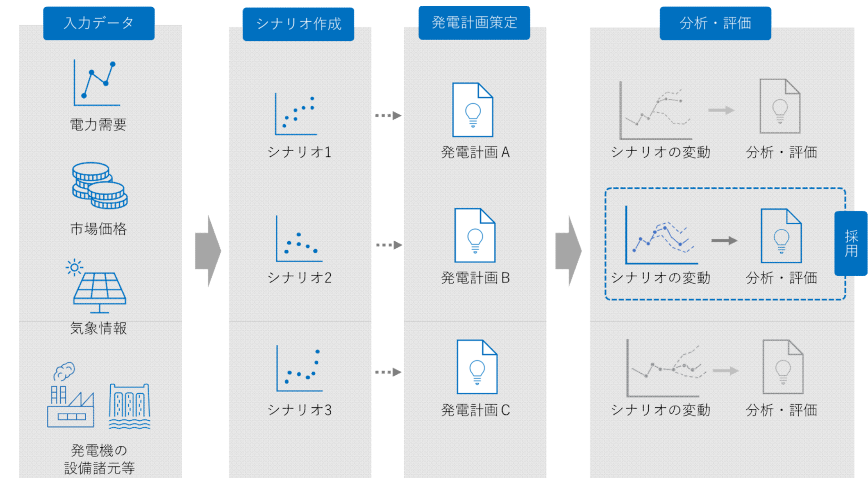 入力データ
シナリオ作成
発電計画策定
分析・評価
電力需要
市場価格
気象情報
発電機の
設備諸元等
シナリオ1
シナリオ2
シナリオ3
発電計画A
発電計画B
発電計画C
シナリオの変動
分析・評価
シナリオの変動
分析・評価
採用
シナリオの変動
分析・評価